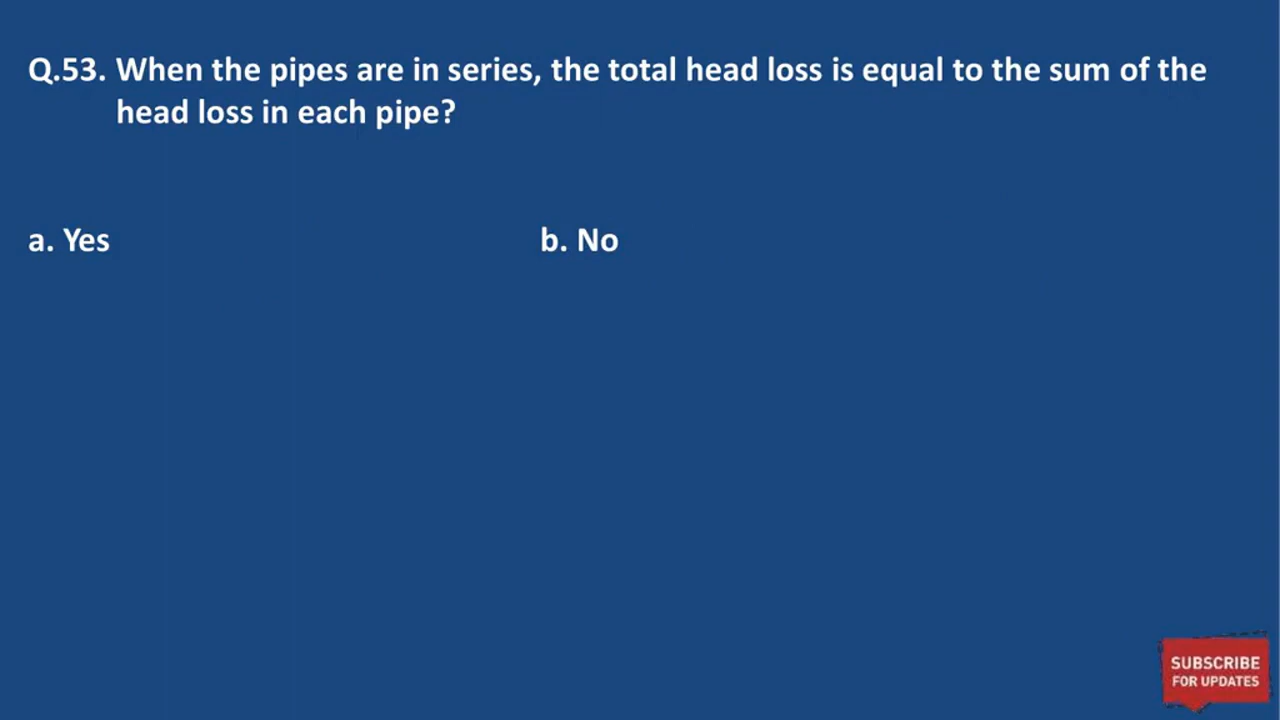 Q.53. When the pipes are in series, the total head loss is equal to the sum of the
head loss in each pipe?
a. Yes
b. No
SUBSCRIBE
FOR UPDATES